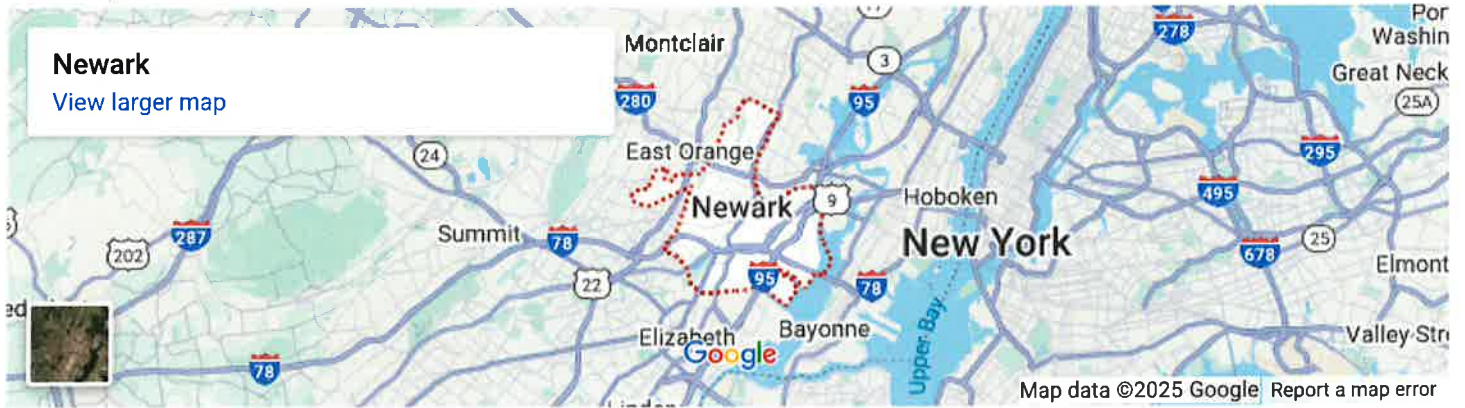 Newark
View larger map
Montclair
Por
Washin
Great Neck
East Orange
Newark
Hoboken
New York
Summit
Elizabeth
Bayonne
Upper Bay
Elmont
Valley Stre
ed
Google
278
3
280
95
25A
24
295
495
9
287
202
78
22
95
78
25
678
78
Map data ©2025 Google
Report a map error